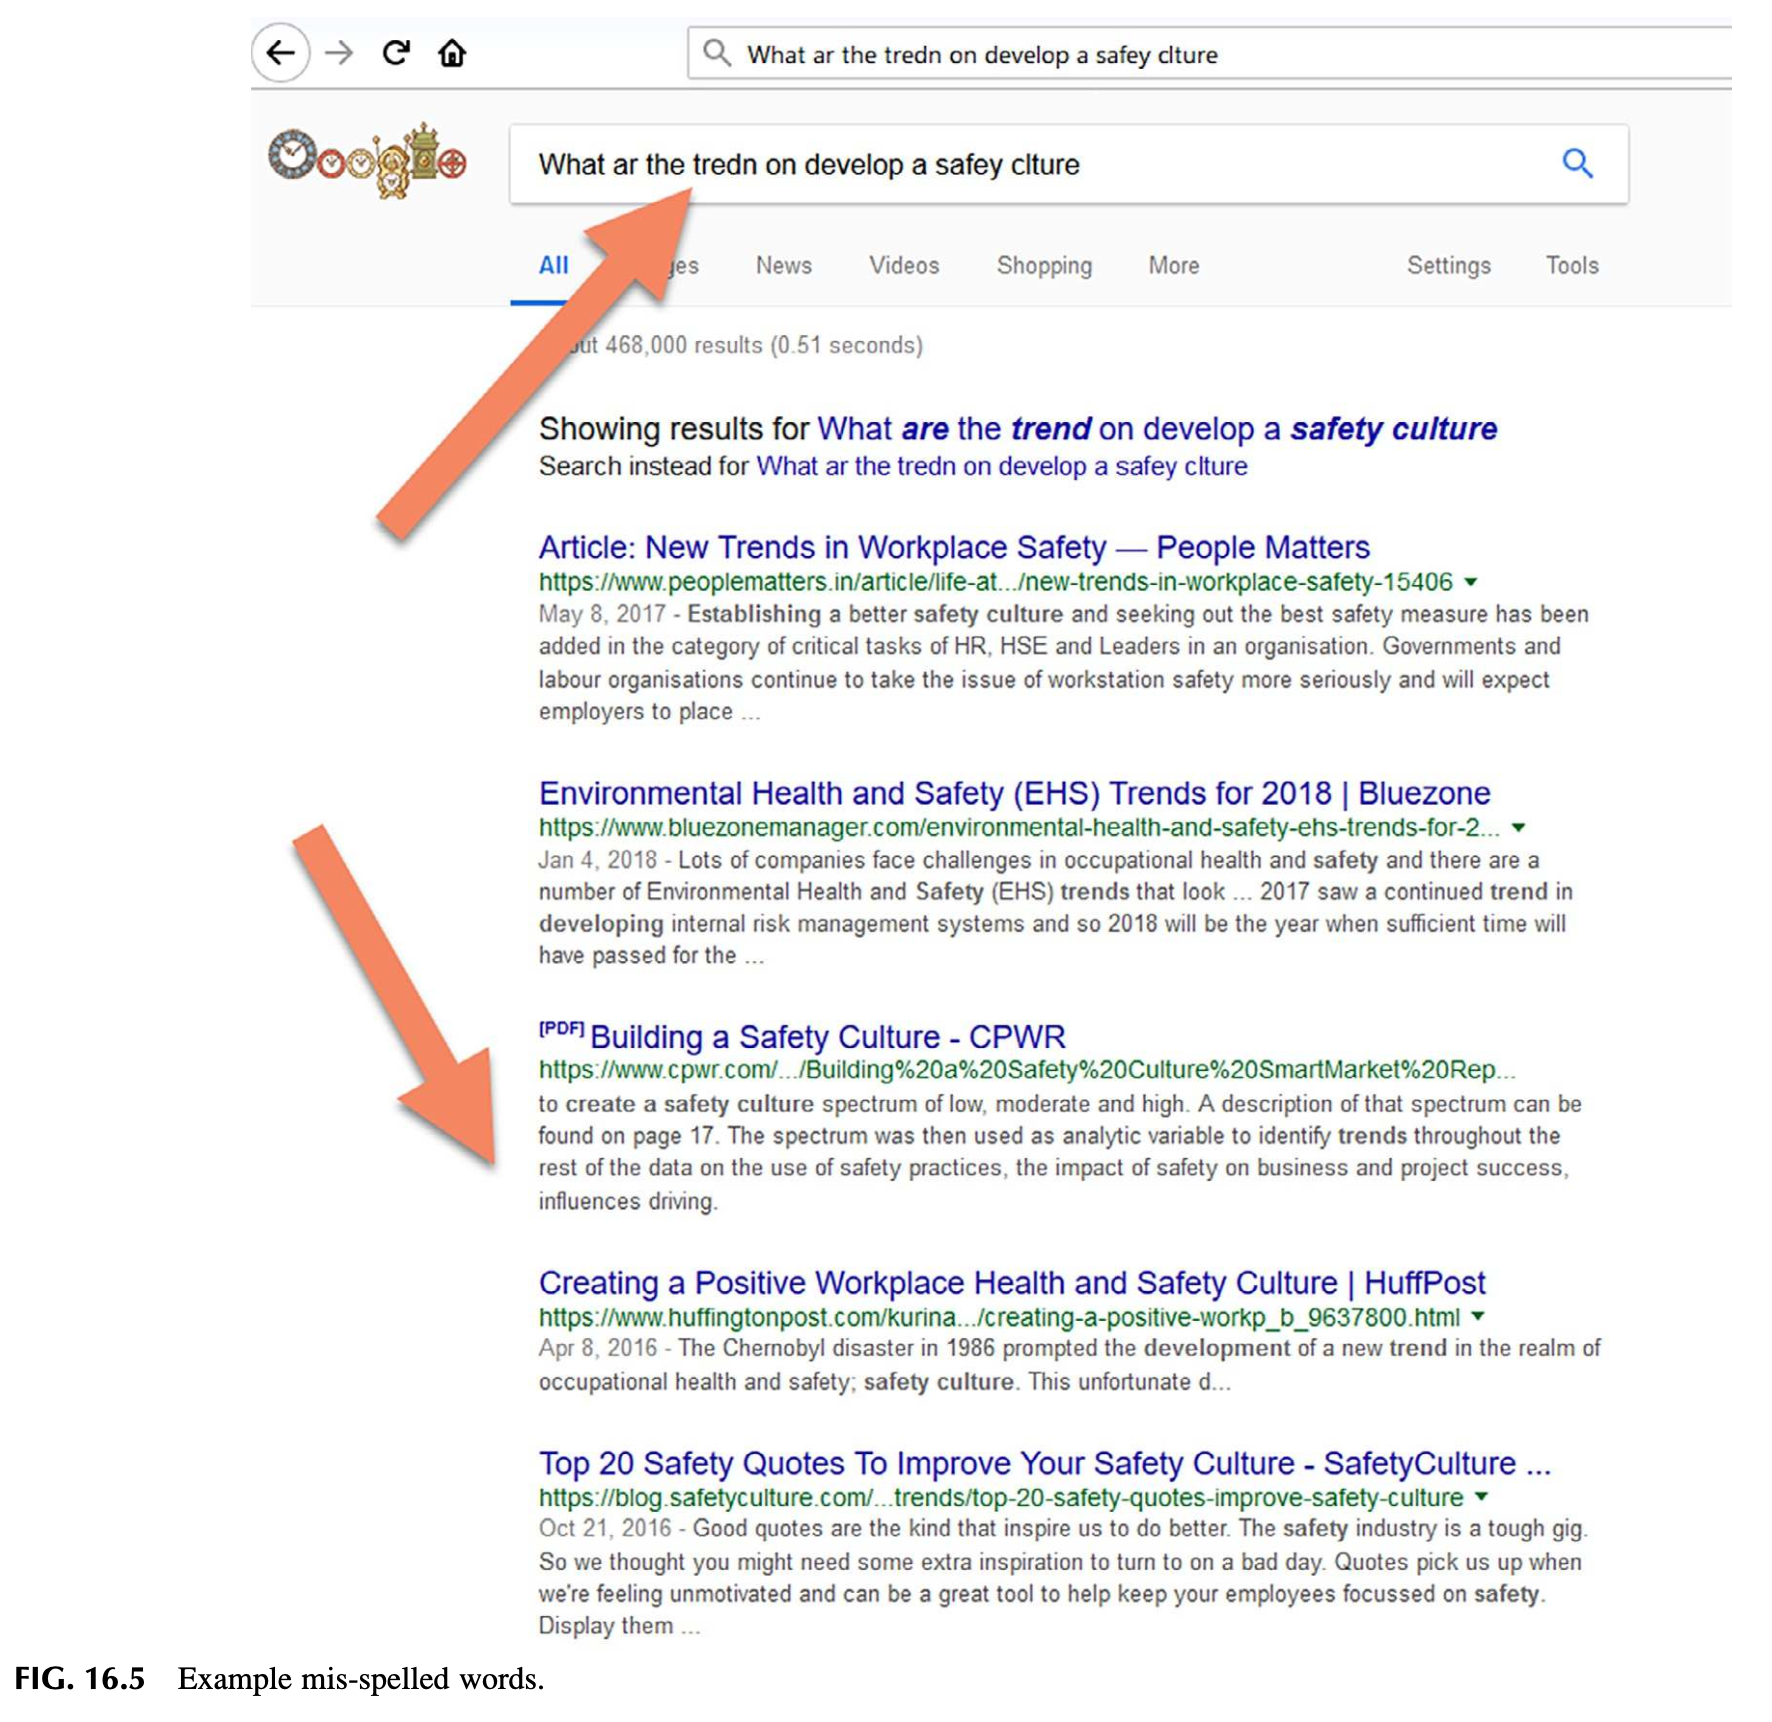 What ar the tredn on develop a safey clture
Google
What ar the tredn on develop a safey clture
All News Videos Shopping More Settings Tools
468,000 results (0.51 seconds)
Showing results for What are the trend on develop a safety culture
Search instead for What ar the tredn on develop a safey clture
Article: New Trends in Workplace Safety — People Matters
https://www.peoplematters.in/article/life-at.../new-trends-in-workplace-safety-15406
May 8, 2017 - Establishing a better safety culture and seeking out the best safety measure has been
added in the category of critical tasks of HR, HSE and Leaders in an organisation. Governments and
labour organisations continue to take the issue of workstation safety more seriously and will expect
employers to place ...
Environmental Health and Safety (EHS) Trends for 2018 | Bluezone
https://www.bluezonemanager.com/environmental-health-and-safety-ehs-trends-for-2...
Jan 4, 2018 - Lots of companies face challenges in occupational health and safety and there are a
number of Environmental Health and Safety (EHS) trends that look ... 2017 saw a continued trend in
developing internal risk management systems and so 2018 will be the year when sufficient time will
have passed for the ...
[PDF] Building a Safety Culture - CPWR
https://www.cpwr.com/.../Building%20a%20Safety%20Culture%20SmartMarket%20Rep...
to create a safety culture spectrum of low, moderate and high. A description of that spectrum can be
found on page 17. The spectrum was then used as analytic variable to identify trends throughout the
rest of the data on the use of safety practices, the impact of safety on business and project success,
influences driving.
Creating a Positive Workplace Health and Safety Culture | HuffPost
https://www.huffingtonpost.com/kurina.../creating-a-positive-workp_b_9637800.html
Apr 8, 2016 - The Chernobyl disaster in 1986 prompted the development of a new trend in the realm of
occupational health and safety; safety culture. This unfortunate d...
Top 20 Safety Quotes To Improve Your Safety Culture - SafetyCulture ...
https://blog.safetyculture.com/...trends/top-20-safety-quotes-improve-safety-culture
Oct 21, 2016 - Good quotes are the kind that inspire us to do better. The safety industry is a tough gig.
So we thought you might need some extra inspiration to turn to on a bad day. Quotes pick us up when
we're feeling unmotivated and can be a great tool to help keep your employees focussed on safety.
Display them ...
FIG. 16.5 Example mis-spelled words.